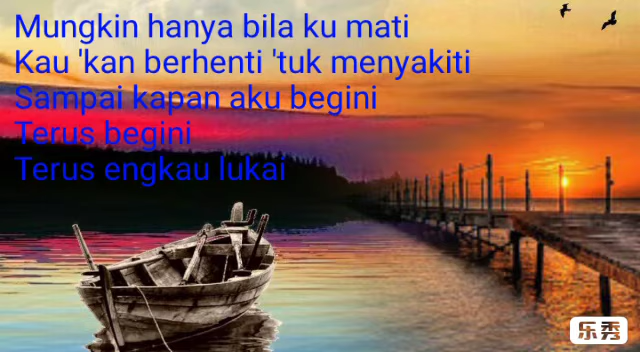 Mungkin hanya bila ku mati
Kau 'kan berhenti 'tuk menyakiti
Sampai kapan aku begini
Terus begini
Terus engkau lukai
乐秀